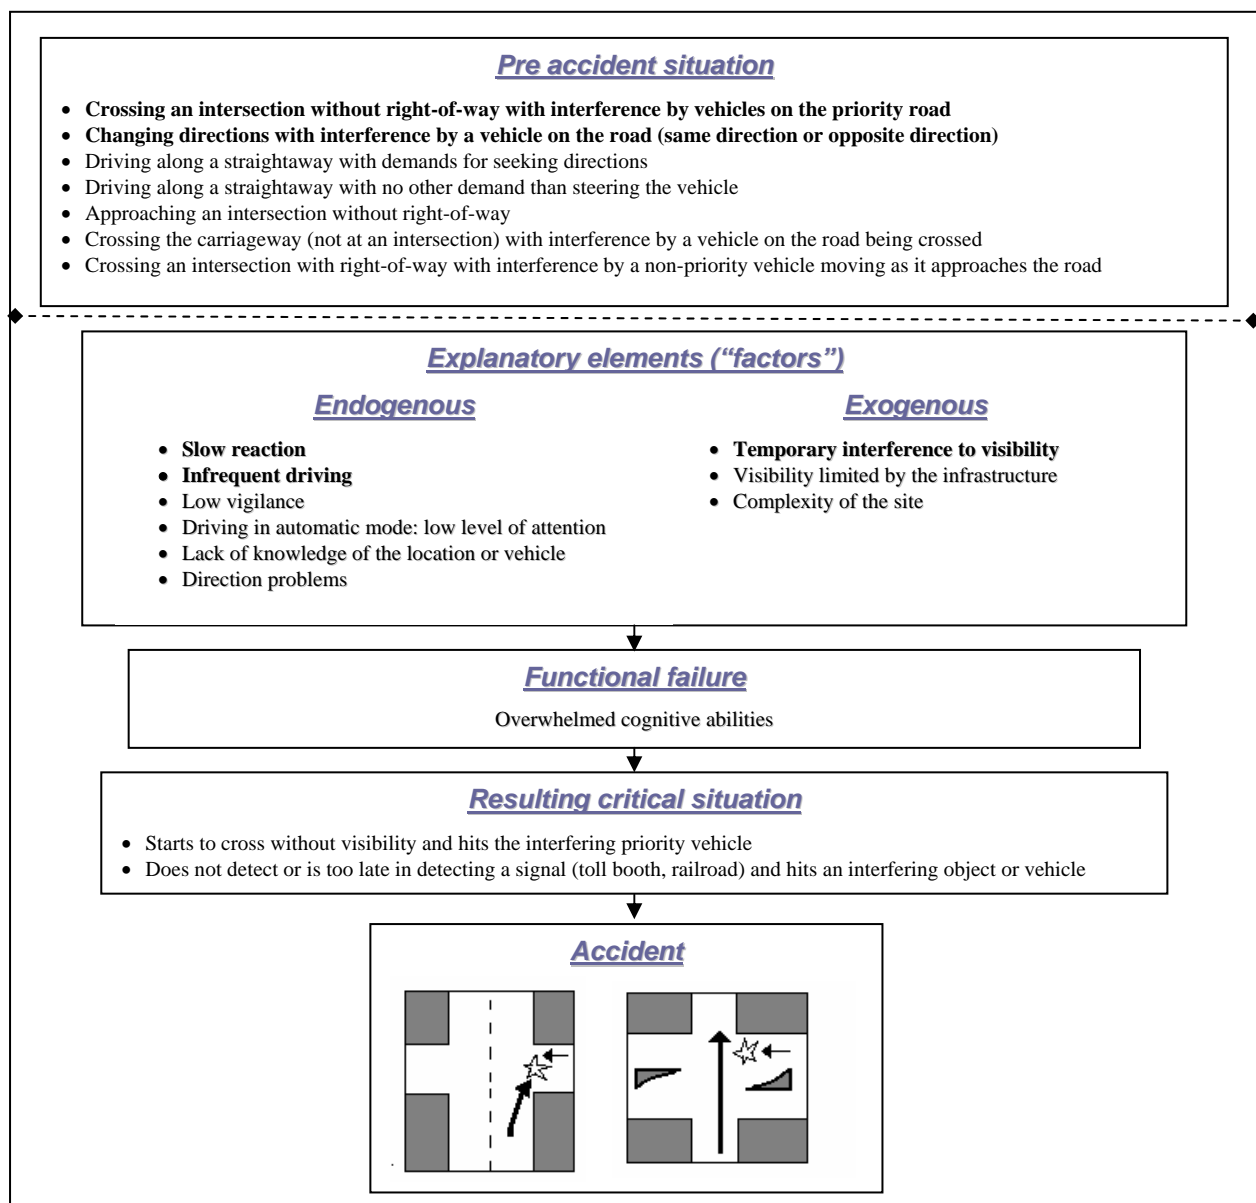 Pre accident situation
• Crossing an intersection without right-of-way with interference by vehicles on the priority road
• Changing directions with interference by a vehicle on the road (same direction or opposite direction)
• Driving along a straightaway with demands for seeking directions
• Driving along a straightaway with no other demand than steering the vehicle
• Approaching an intersection without right-of-way
• Crossing the carriageway (not at an intersection) with interference by a vehicle on the road being crossed
• Crossing an intersection with right-of-way with interference by a non-priority vehicle moving as it approaches the road
Explanatory elements (“factors”)
Endogenous
• Slow reaction
• Infrequent driving
• Low vigilance
• Driving in automatic mode: low level of attention
• Lack of knowledge of the location or vehicle
• Direction problems
Exogenous
• Temporary interference to visibility
• Visibility limited by the infrastructure
• Complexity of the site
Functional failure
Overwhelmed cognitive abilities
Resulting critical situation
• Starts to cross without visibility and hits the interfering priority vehicle
• Does not detect or is too late in detecting a signal (toll booth, railroad) and hits an interfering object or vehicle
Accident